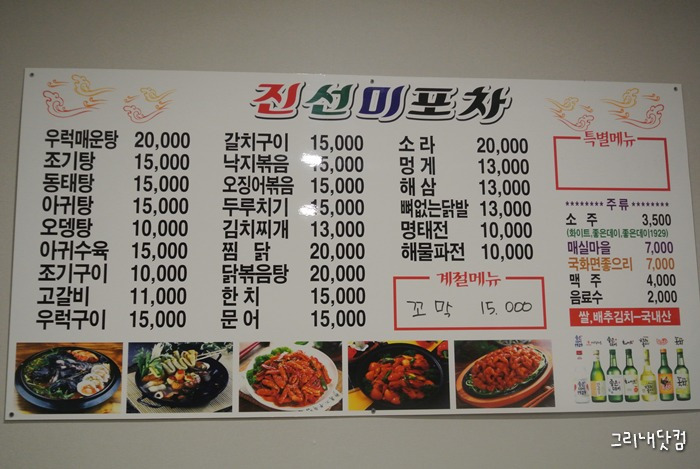 진선미포차
우럭매운탕 20,000
조기탕 15,000
동태탕 15,000
아귀탕 15,000
오뎅탕 10,000
아귀수육 15,000
조기구이 10,000
고갈비 11,000
우럭구이 15,000
갈치구이 15,000
낙지볶음 15,000
오징어볶음 15,000
두루치기 15,000
김치찌개 13,000
찜 닭 20,000
닭볶음탕 20,000
한 치 15,000
문 어 15,000
소 라 20,000
멍 게 13,000
해 삼 13,000
뼈없는닭발 13,000
명태전 10,000
해물파전 10,000
계절메뉴
꼬막 15.000
특별메뉴
******** 주류 ********
소 주 3,500
(화이트,좋은데이,좋은데이1929)
매실마을 7,000
국화면좋으리 7,000
맥 주 4,000
음료수 2,000
쌀,배추김치-국내산
그리내닷컴